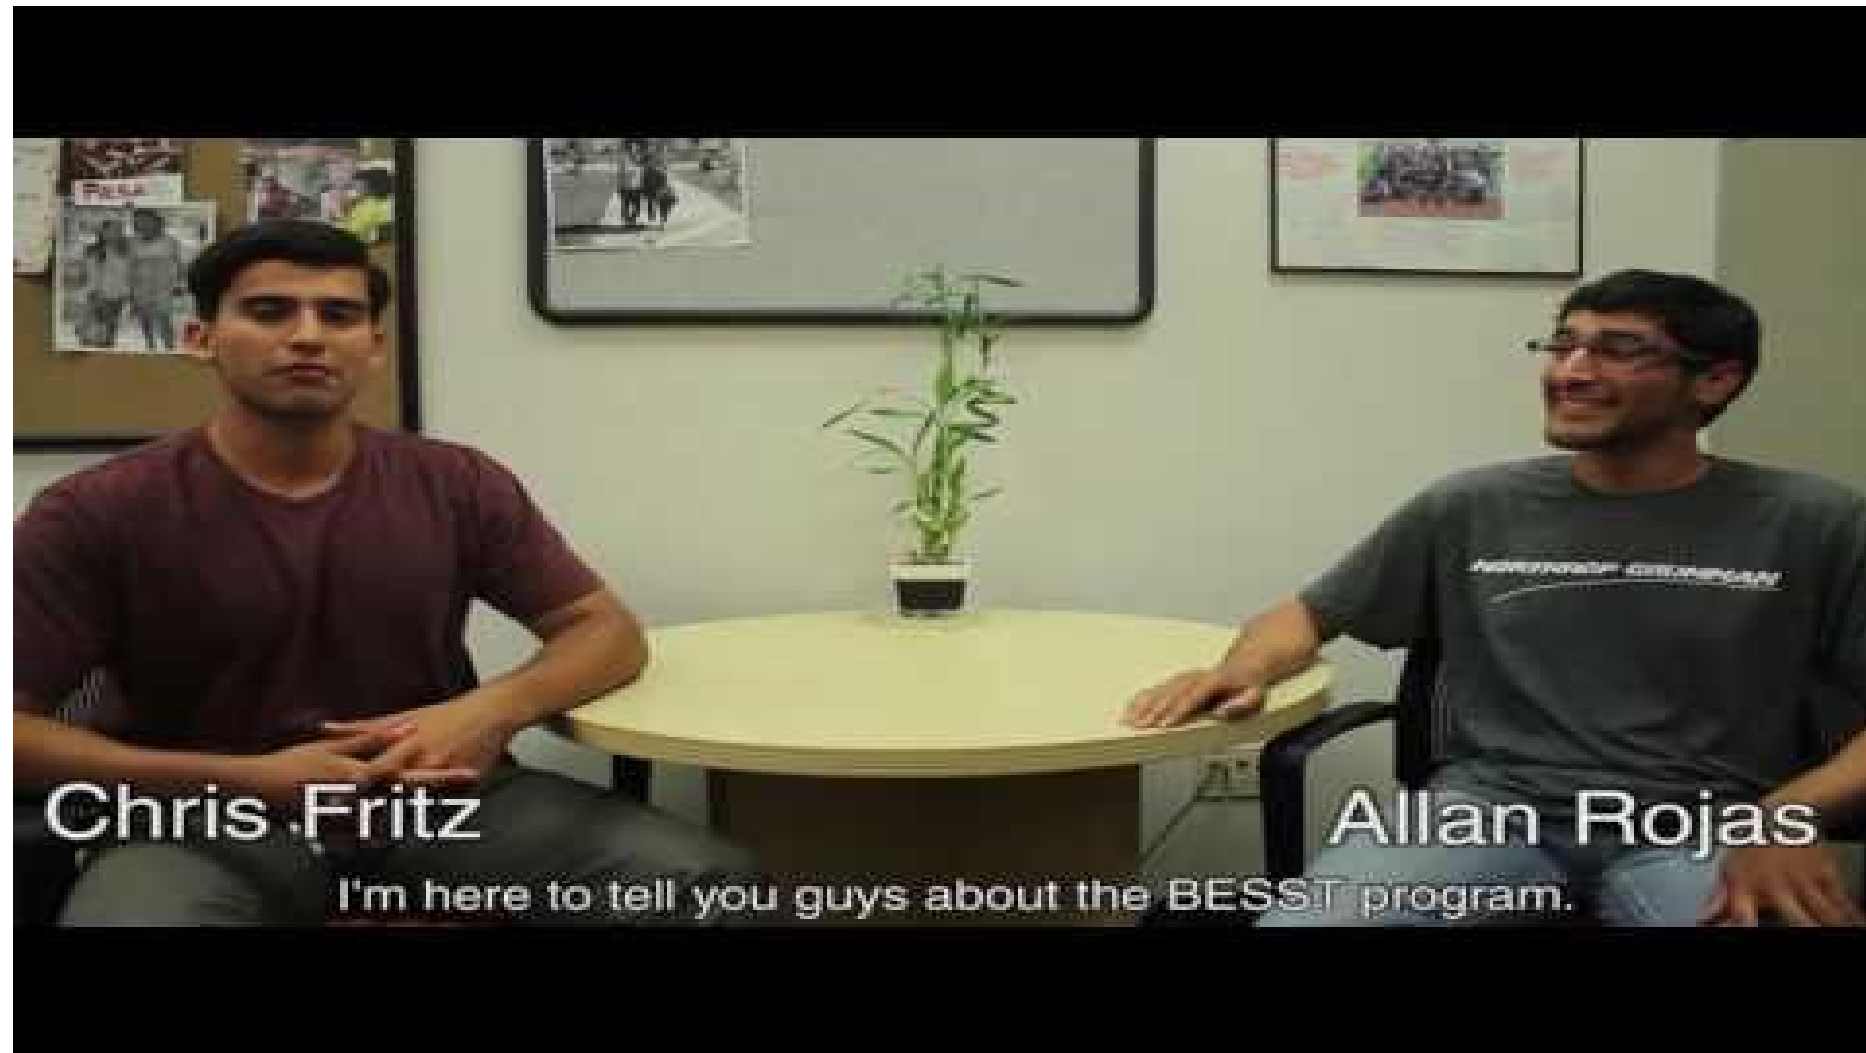 Chris Fritz
Allan Rojas
I'm here to tell you guys about the BESST program.
NORTHROP GRUMMAN